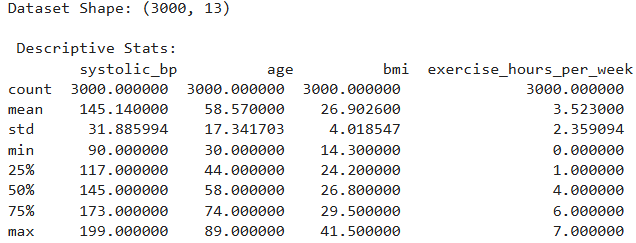 Dataset Shape: (3000, 13)
Descriptive Stats:
systolic_bp age bmi exercise_hours_per_week
count 3000.000000 3000.000000 3000.000000 3000.000000
mean 145.140000 58.570000 26.902600 3.523000
std 31.885994 17.341703 4.018547 2.359094
min 90.000000 30.000000 14.300000 0.000000
25% 117.000000 44.000000 24.200000 1.000000
50% 145.000000 58.000000 26.800000 4.000000
75% 173.000000 74.000000 29.500000 6.000000
max 199.000000 89.000000 41.500000 7.000000